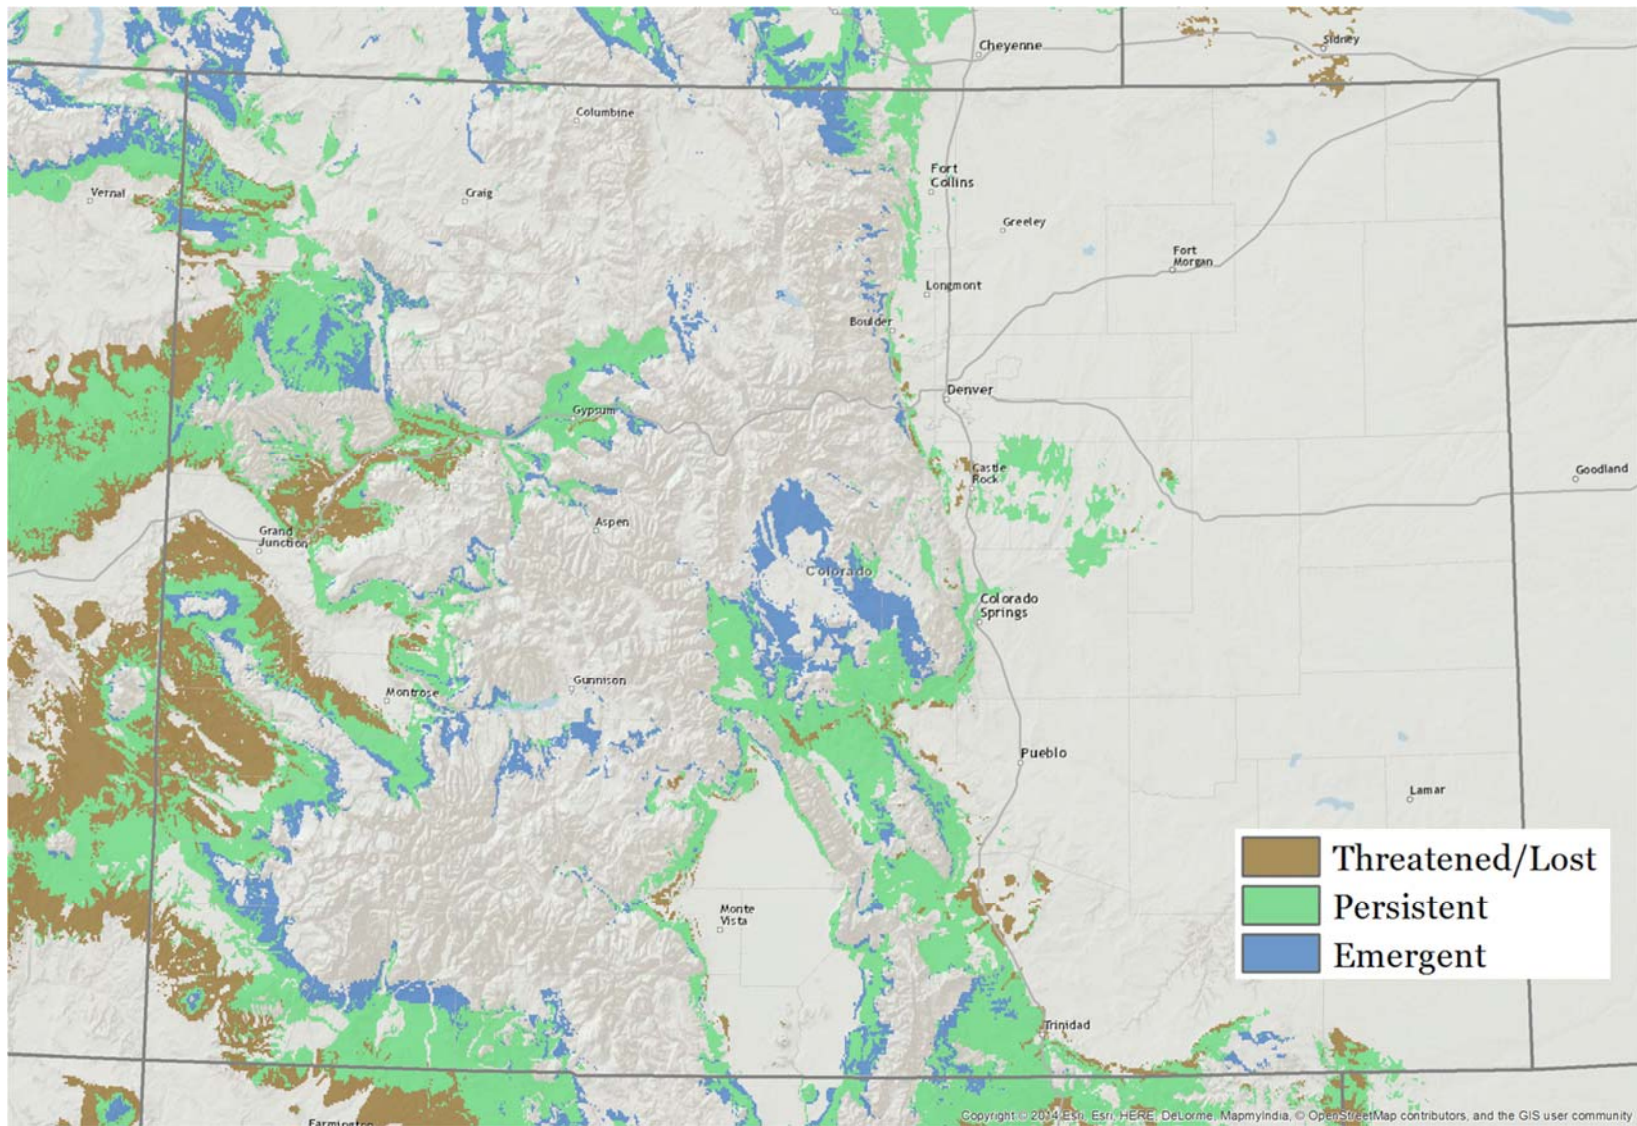 Cheyenne
Sidney
Columbine
Vernal
Craig
Fort
Collins
Greeley
Fort
Morgan
Longmont
Boulder
Denver
Gypsum
Castle
Rock
Goodland
Grand
Junction
Aspen
Colorado
Colorado
Springs
Gunnison
Montrose
Pueblo
Lamar
Threatened/Lost
Persistent
Emergent
Monte
Vista
Trinidad
Farmington
Copyright © 2014 Esri, Esri, HERE, DeLorme, MapmyIndia, © OpenStreetMap contributors, and the GIS user community